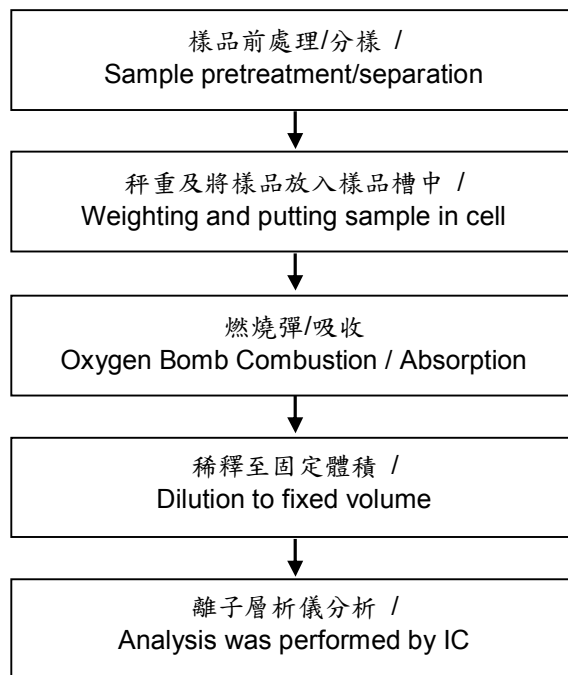 樣品前處理/分樣 /
Sample pretreatment/separation
秤重及將樣品放入樣品槽中 /
Weighting and putting sample in cell
燃燒彈/吸收
Oxygen Bomb Combustion / Absorption
稀釋至固定體積 /
Dilution to fixed volume
離子層析儀分析 /
Analysis was performed by IC